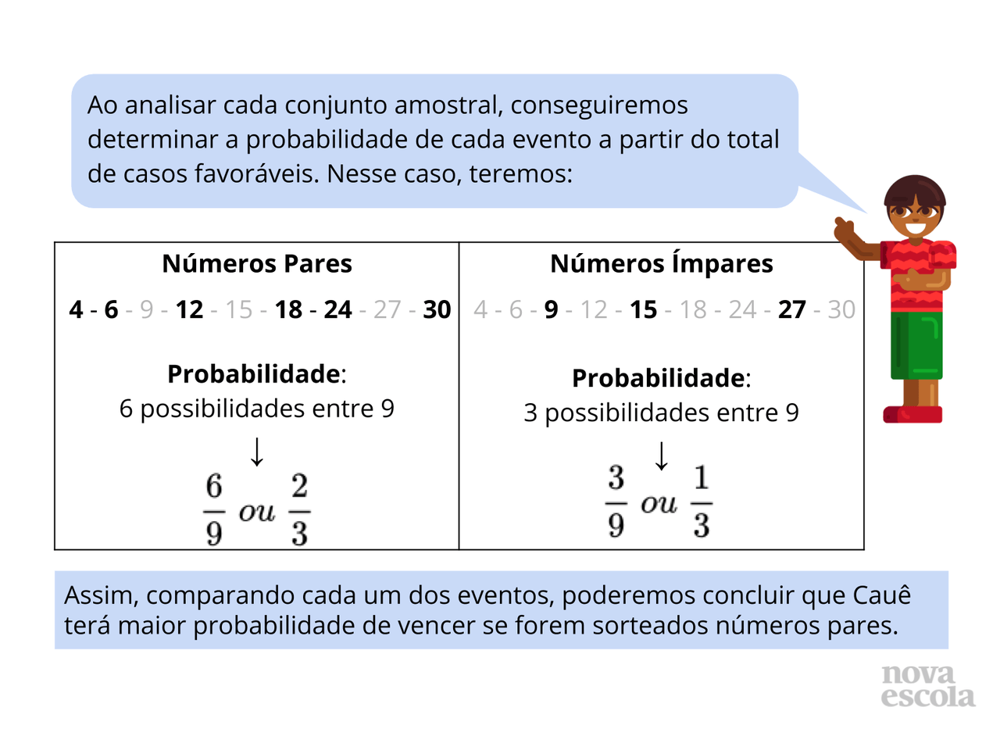 Ao analisar cada conjunto amostral, conseguiremos
determinar a probabilidade de cada evento a partir do total
de casos favoráveis. Nesse caso, teremos:
Números Pares
4 - 6 - 9 - 12 - 15 - 18 - 24 - 27 - 30
Probabilidade:
6 possibilidades entre 9
↓
6/9 ou 2/3
Números Ímpares
4 - 6 - 9 - 12 - 15 - 18 - 24 - 27 - 30
Probabilidade:
3 possibilidades entre 9
↓
3/9 ou 1/3
Assim, comparando cada um dos eventos, poderemos concluir que Cauê
terá maior probabilidade de vencer se forem sorteados números pares.
nova
escola